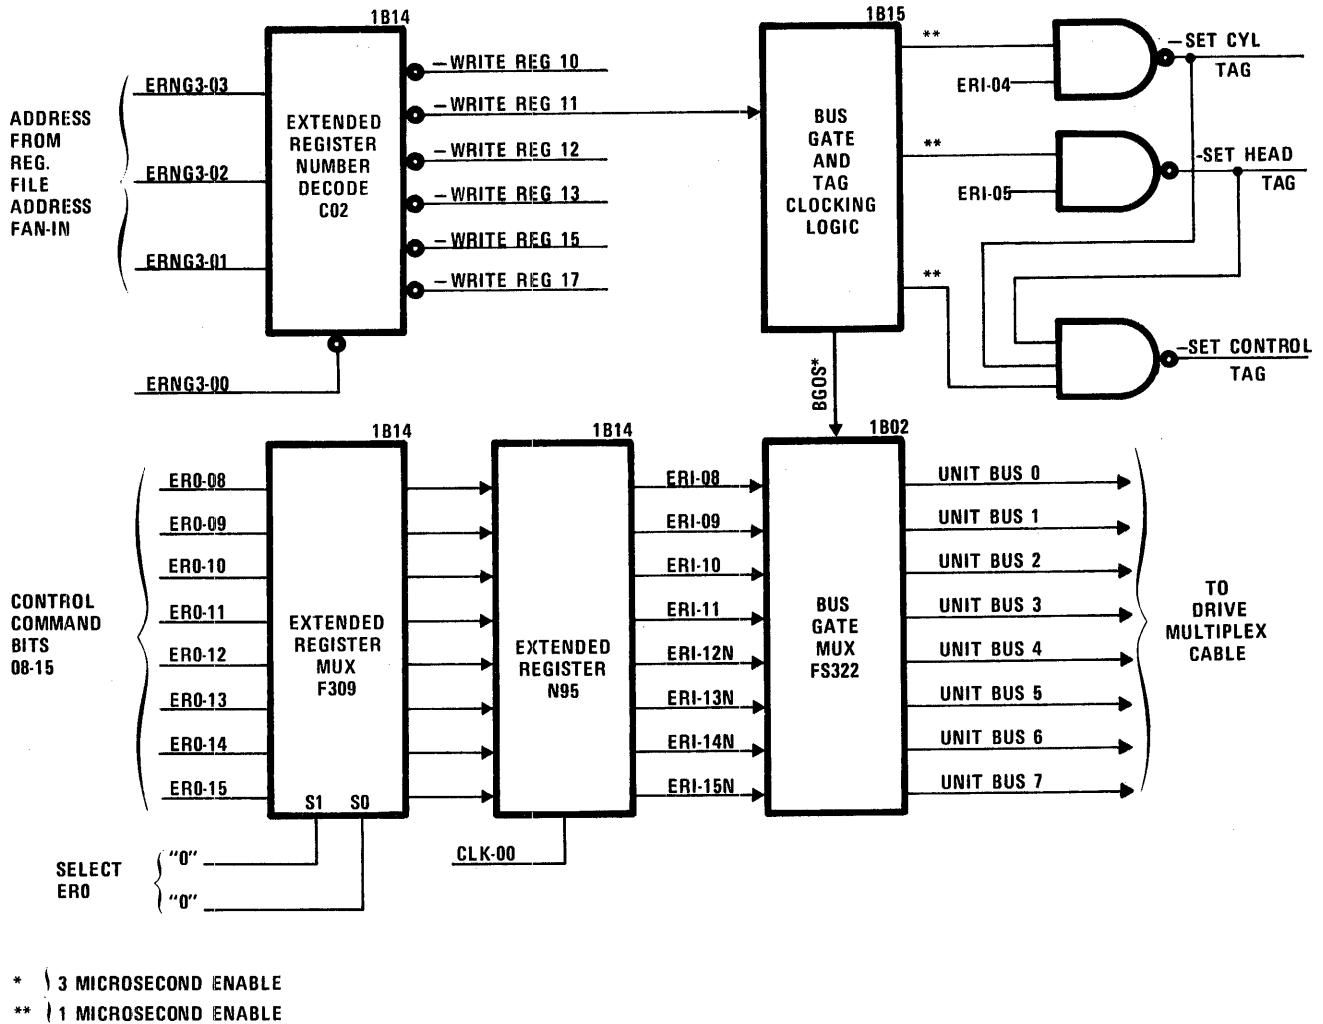 1B14
1B15
ADDRESS
FROM
REG.
FILE
ADDRESS
FAN-IN
ERNG3-03
ERNG3-02
ERNG3-01
ERNG3-00
EXTENDED
REGISTER
NUMBER
DECODE
C02
–WRITE REG 10
–WRITE REG 11
–WRITE REG 12
–WRITE REG 13
–WRITE REG 15
–WRITE REG 17
BUS
GATE
AND
TAG
CLOCKING
LOGIC
**
ERI-04
–SET CYL
TAG
**
ERI-05
-SET HEAD
TAG
**
–SET CONTROL
TAG
BGOS*
1B14
1B14
1B02
CONTROL
COMMAND
BITS
08-15
ER0-08
ER0-09
ER0-10
ER0-11
ER0-12
ER0-13
ER0-14
ER0-15
EXTENDED
REGISTER
MUX
F309
S1 S0
SELECT
ER0
"0"
"0"
EXTENDED
REGISTER
N95
CLK-00
ERI-08
ERI-09
ERI-10
ERI-11
ERI-12N
ERI-13N
ERI-14N
ERI-15N
BUS
GATE
MUX
FS322
UNIT BUS 0
UNIT BUS 1
UNIT BUS 2
UNIT BUS 3
UNIT BUS 4
UNIT BUS 5
UNIT BUS 6
UNIT BUS 7
TO
DRIVE
MULTIPLEX
CABLE
* 3 MICROSECOND ENABLE
** 1 MICROSECOND ENABLE